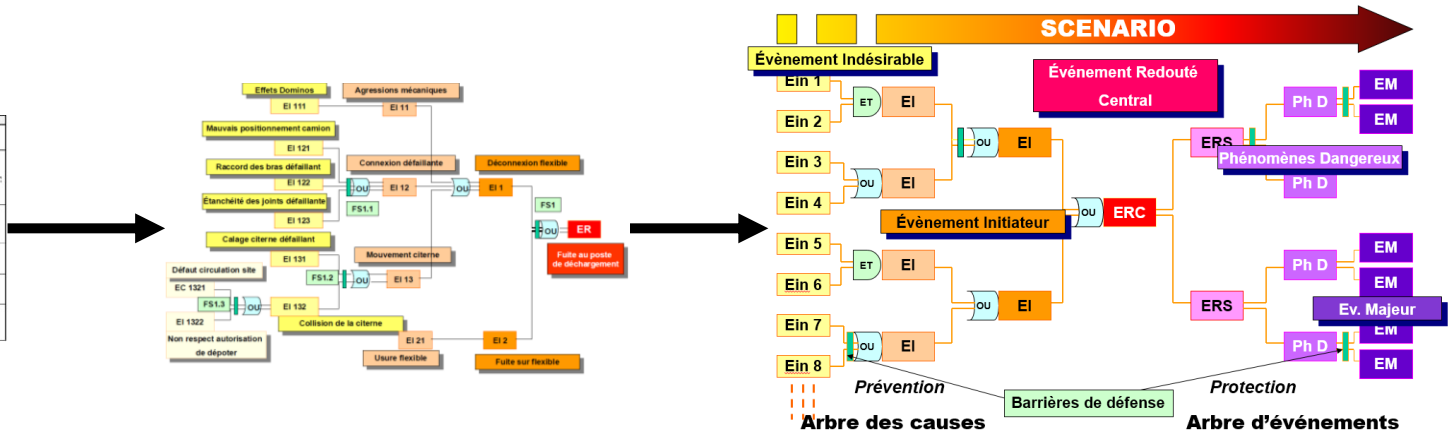 Effets Dominos
EI 111
Agressions mécaniques
EI 11
Mauvais positionnement camion
EI 121
Raccord des bras défaillant
EI 122
Étanchéité des joints défaillante
EI 123
Connexion défaillante
OU
EI 12
FS1.1
Déconnexion flexible
OU
EI 1
FS1
OU
ER
Fuite au poste
de déchargement
Calage citerne défaillant
EI 131
Mouvement citerne
FS1.2
OU
EI 13
Défaut circulation site
EC 1321
FS1.3
OU
EI 132
EI 1322
Non respect autorisation
de dépoter
Collision de la citerne
EI 21
Usure flexible
EI 2
Fuite sur flexible
SCENARIO
Évènement Indésirable
Ein 1
Ein 2
Ein 3
Ein 4
Ein 5
Ein 6
Ein 7
Ein 8
ET
EI
OU
EI
ET
EI
OU
EI
OU
EI
OU
EI
Évènement Initiateur
Événement Redouté
Central
OU
ERC
ERS
ERS
Ph D
Phénomènes Dangereux
Ph D
Ph D
Ph D
EM
EM
EM
EM
Ev. Majeur
EM
EM
Prévention
Barrières de défense
Protection
Arbre des causes
Arbre d’événements